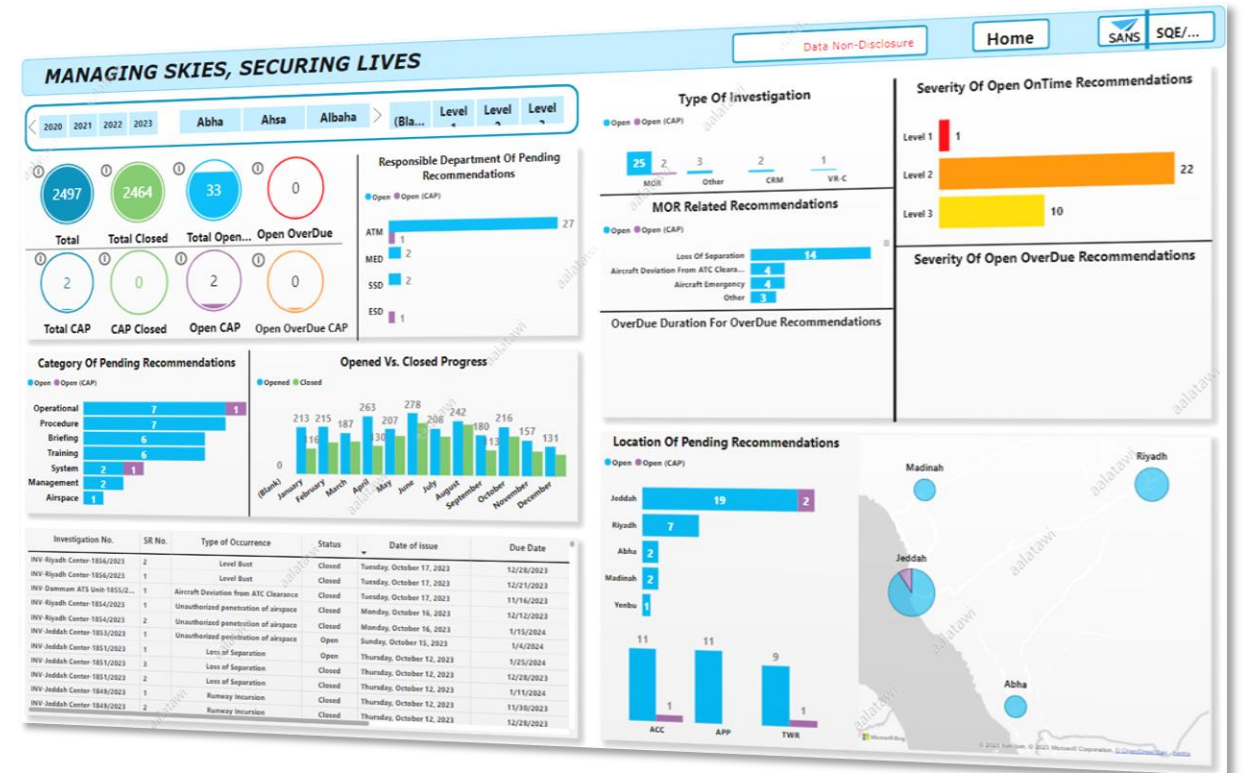 MANAGING SKIES, SECURING LIVES
Data Non-Disclosure
Home
SANS
SQE/...
2020 2021 2022 2023
Abha Ahsa Albaha
(Bla... Level Level Level
2497
2464
33
0
Total
Total Closed
Total Open...
Open OverDue
2
0
2
0
Total CAP
CAP Closed
Open CAP
Open OverDue CAP
Responsible Department Of Pending
Recommendations
Open Open (CAP)
ATM 27
1
MED 2
SSD 2
ESD 1
Category Of Pending Recommendations
Open Open (CAP)
Operational 7 1
Procedure 7
Briefing 6
Training 6
System 2 1
Management 2
Airspace 1
Opened Vs. Closed Progress
Opened Closed
0 213 116 215 187 263 130 207 278 208 242 180 113 216 157 131
(Blank) January February March April May June July August September October November December
Investigation No. SR No. Type of Occurrence Status Date of issue Due Date
INV-Riyadh Center-1856/2023 2 Level Bust Closed Tuesday, October 17, 2023 12/28/2023
INV-Riyadh Center-1856/2023 1 Level Bust Closed Tuesday, October 17, 2023 12/21/2023
INV-Dammam ATS Unit-1855/2... 1 Aircraft Deviation from ATC Clearance Closed Tuesday, October 17, 2023 11/16/2023
INV-Riyadh Center-1854/2023 1 Unauthorized penetration of airspace Closed Monday, October 16, 2023 12/12/2023
INV-Riyadh Center-1854/2023 2 Unauthorized penetration of airspace Closed Monday, October 16, 2023 1/15/2024
INV-Jeddah Center-1853/2023 1 Unauthorized penetration of airspace Open Sunday, October 15, 2023 1/4/2024
INV-Jeddah Center-1851/2023 1 Loss of Separation Open Thursday, October 12, 2023 1/25/2024
INV-Jeddah Center-1851/2023 3 Loss of Separation Closed Thursday, October 12, 2023 12/28/2023
INV-Jeddah Center-1851/2023 2 Loss of Separation Closed Thursday, October 12, 2023 1/11/2024
INV-Jeddah Center-1849/2023 1 Runway Incursion Closed Thursday, October 12, 2023 11/30/2023
INV-Jeddah Center-1849/2023 2 Runway Incursion Closed Thursday, October 12, 2023 12/28/2023
Type Of Investigation
Open Open (CAP)
25 2 3 2 1
MOR Other CRM VR-C
MOR Related Recommendations
Open Open (CAP)
Loss Of Separation 14
Aircraft Deviation From ATC Cleara... 4
Aircraft Emergency 4
Other 3
OverDue Duration For OverDue Recommendations
Severity Of Open OnTime Recommendations
Level 1 1
Level 2 22
Level 3 10
Severity Of Open OverDue Recommendations
Location Of Pending Recommendations
Open Open (CAP)
Jeddah 19 2
Riyadh 7
Abha 2
Madinah 2
Yenbu 1
11 1 11 9 1
ACC APP TWR
Madinah
Riyadh
Jeddah
Abha
Microsoft Bing
© 2023 Microsoft Corporation, © OpenStreetMap Terms
aalatawi